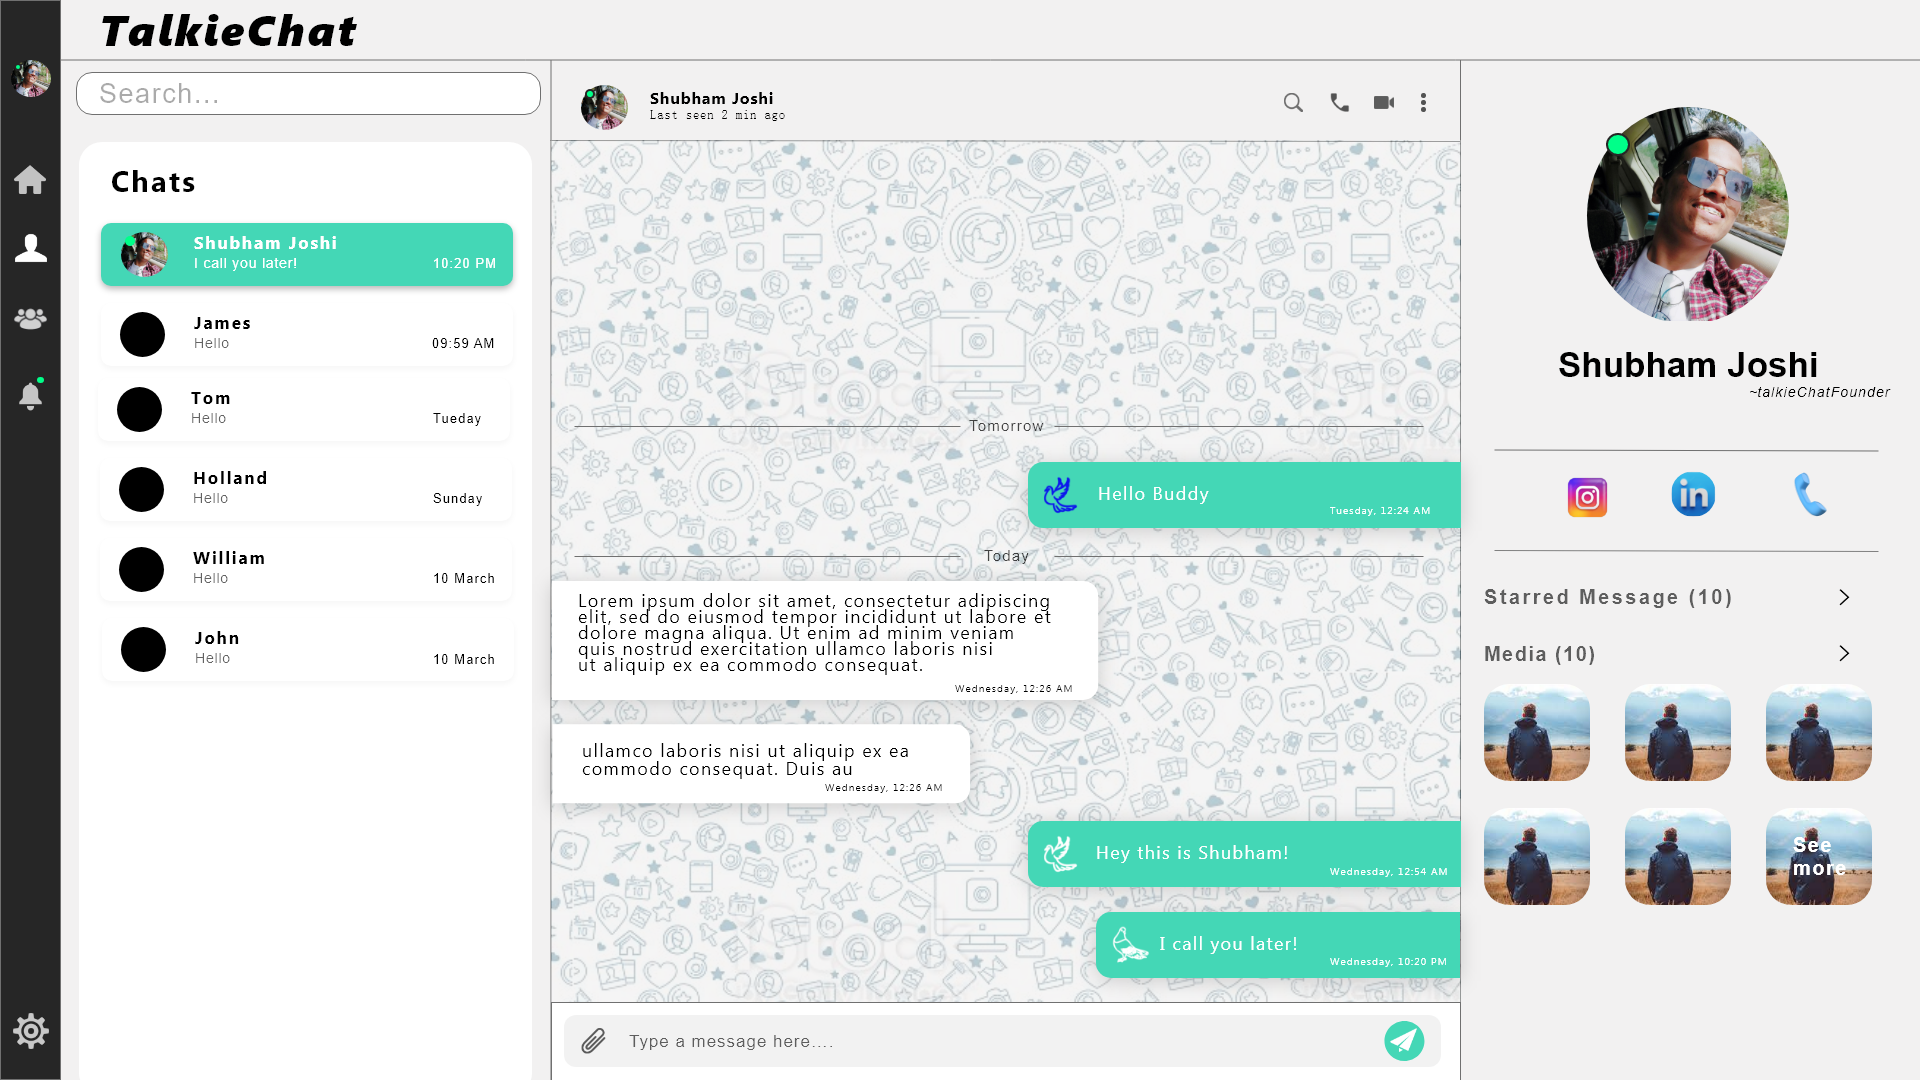 TalkieChat
Search...
Chats
Shubham Joshi
I call you later!
10:20 PM
James
Hello
09:59 AM
Tom
Hello
Tueday
Holland
Hello
Sunday
William
Hello
10 March
John
Hello
10 March
Shubham Joshi
Last seen 2 min ago
Tomorrow
Hello Buddy
Tuesday, 12:24 AM
Today
Lorem ipsum dolor sit amet, consectetur adipiscing
elit, sed do eiusmod tempor incididunt ut labore et
dolore magna aliqua. Ut enim ad minim veniam
quis nostrud exercitation ullamco laboris nisi
ut aliquip ex ea commodo consequat.
Wednesday, 12:26 AM
ullamco laboris nisi ut aliquip ex ea
commodo consequat. Duis au
Wednesday, 12:26 AM
Hey this is Shubham!
Wednesday, 12:54 AM
I call you later!
Wednesday, 10:20 PM
Type a message here....
Shubham Joshi
~talkieChatFounder
in
Starred Message (10)
Media (10)
See
more